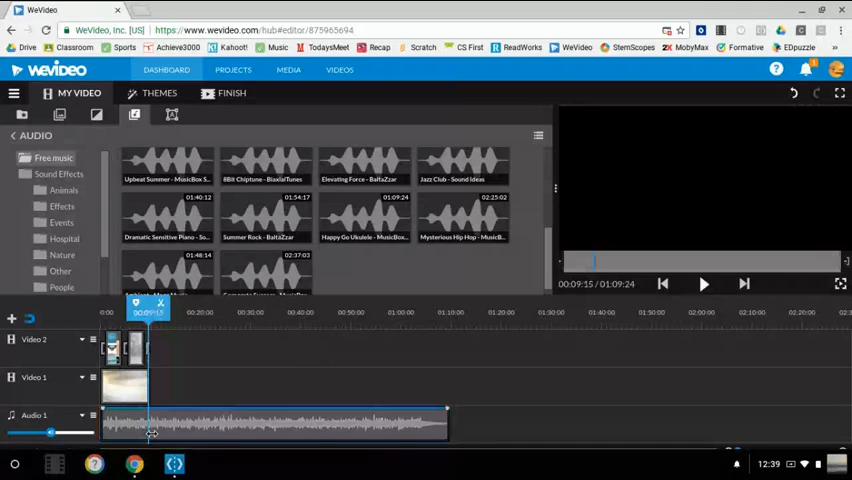 WeVideo
WeVideo, Inc. [US]
https://www.wevideo.com/hub#editor/875965694
Drive
Classroom
Sports
Achieve3000
Kahoot!
Music
TodaysMeet
Recap
Scratch
CS First
ReadWorks
WeVideo
StemScopes
MobyMax
Formative
EDpuzzle
WEVIDEO
DASHBOARD
PROJECTS
MEDIA
VIDEOS
?
1
MY VIDEO
THEMES
FINISH
AUDIO
Free music
Sound Effects
Animals
Effects
Events
Hospital
Nature
Other
People
Upbeat Summer - MusicBox S...
8Bit Chiptune - BiaxialTunes
Elevating Force - BaltaZzar
Jazz Club - Sound Ideas
01:40:12
01:54:17
01:09:24
02:25:02
Dramatic Sensitive Piano - So...
Summer Rock - BaltaZzar
Happy Go Ukulele - MusicBox...
Mysterious Hip Hop - MusicB...
01:48:14
02:37:03
00:09:15 / 01:09:24
0:00
00:09:15
00:20:00
00:30:00
00:40:00
00:50:00
01:00:00
01:10:00
01:20:00
01:30:00
01:40:00
01:50:00
02:00:00
02:10:00
02:20:00
02:3
Video 2
Video 1
Audio 1
12:39